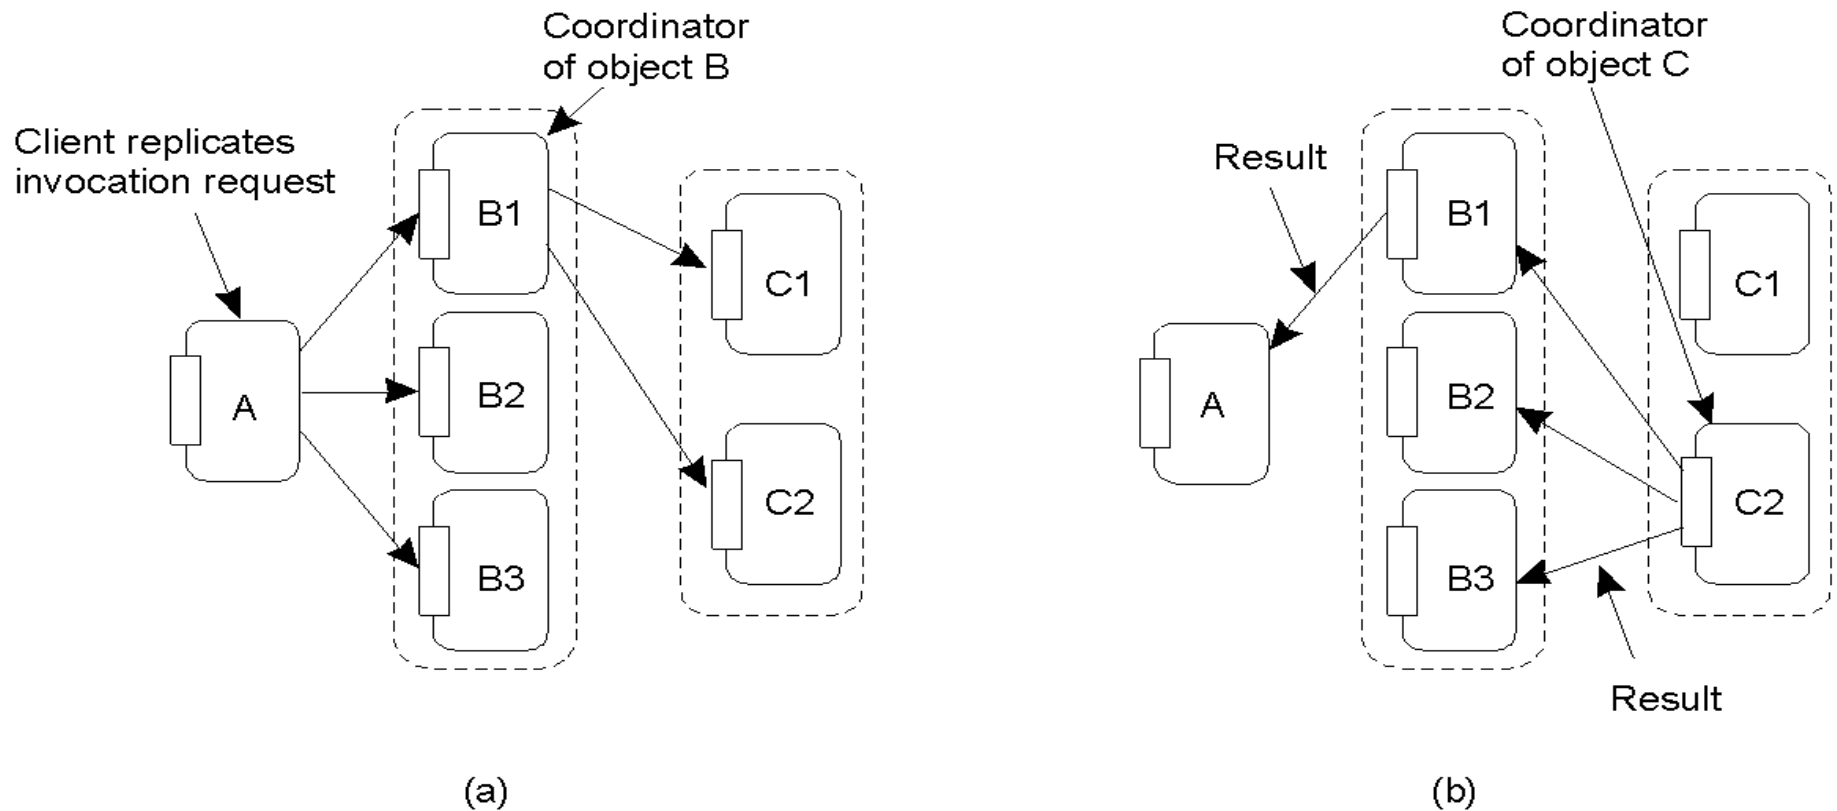 Coordinator
of object B
Client replicates
invocation request
B1
C1
A
B2
C2
B3
(a)
Coordinator
of object C
Result
B1
C1
A
B2
C2
B3
Result
(b)